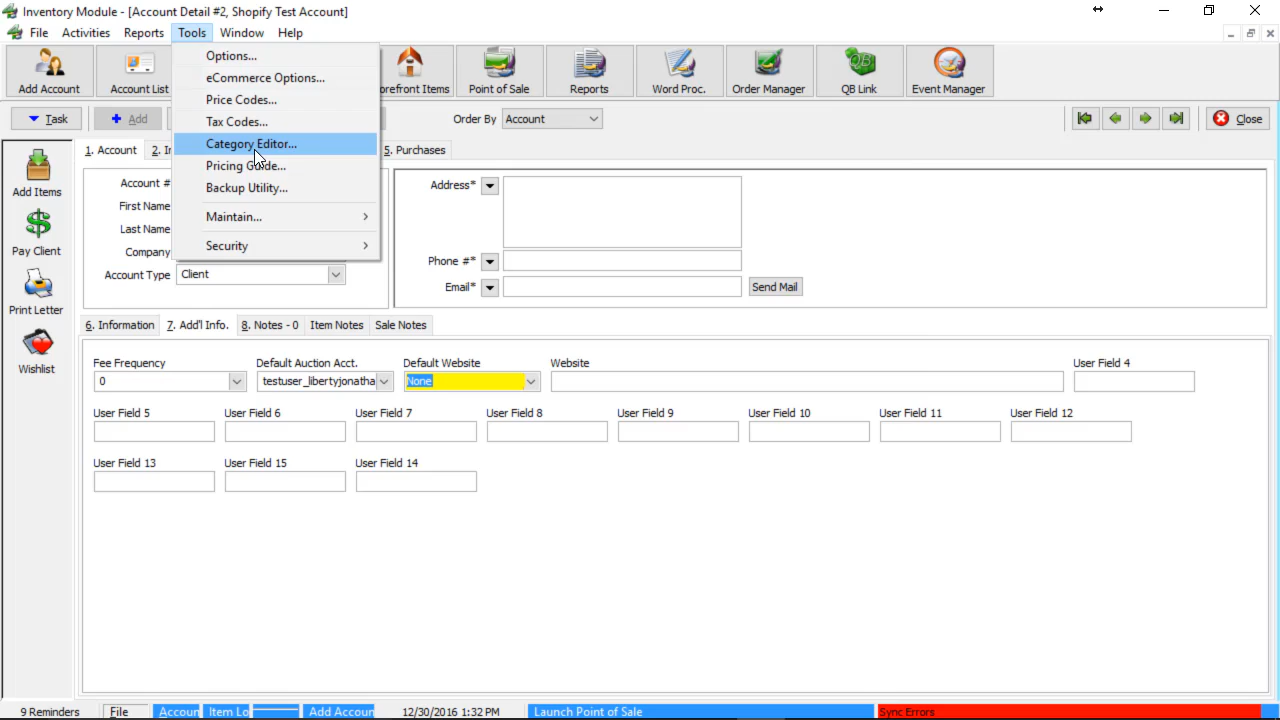 Inventory Module - [Account Detail #2, Shopify Test Account]
File Activities Reports Tools Window Help
Add Account Account List orefront Items Point of Sale Reports Word Proc. Order Manager QB Link Event Manager
Options...
eCommerce Options...
Price Codes...
Tax Codes...
Category Editor...
Pricing Guide...
Backup Utility...
Maintain...
Security
Task Add Order By Account Close
1. Account 2. I 5. Purchases
Add Items
Pay Client
Print Letter
Wishlist
Account #
First Name
Last Name
Company
Account Type Client
Address*
Phone #*
Email* Send Mail
6. Information 7. Add'l Info. 8. Notes - 0 Item Notes Sale Notes
Fee Frequency Default Auction Acct. Default Website Website User Field 4
0 testuser_libertyjonatha None
User Field 5 User Field 6 User Field 7 User Field 8 User Field 9 User Field 10 User Field 11 User Field 12
User Field 13 User Field 15 User Field 14
9 Reminders File Accoun Item Lo Add Accoun 12/30/2016 1:32 PM Launch Point of Sale Sync Errors